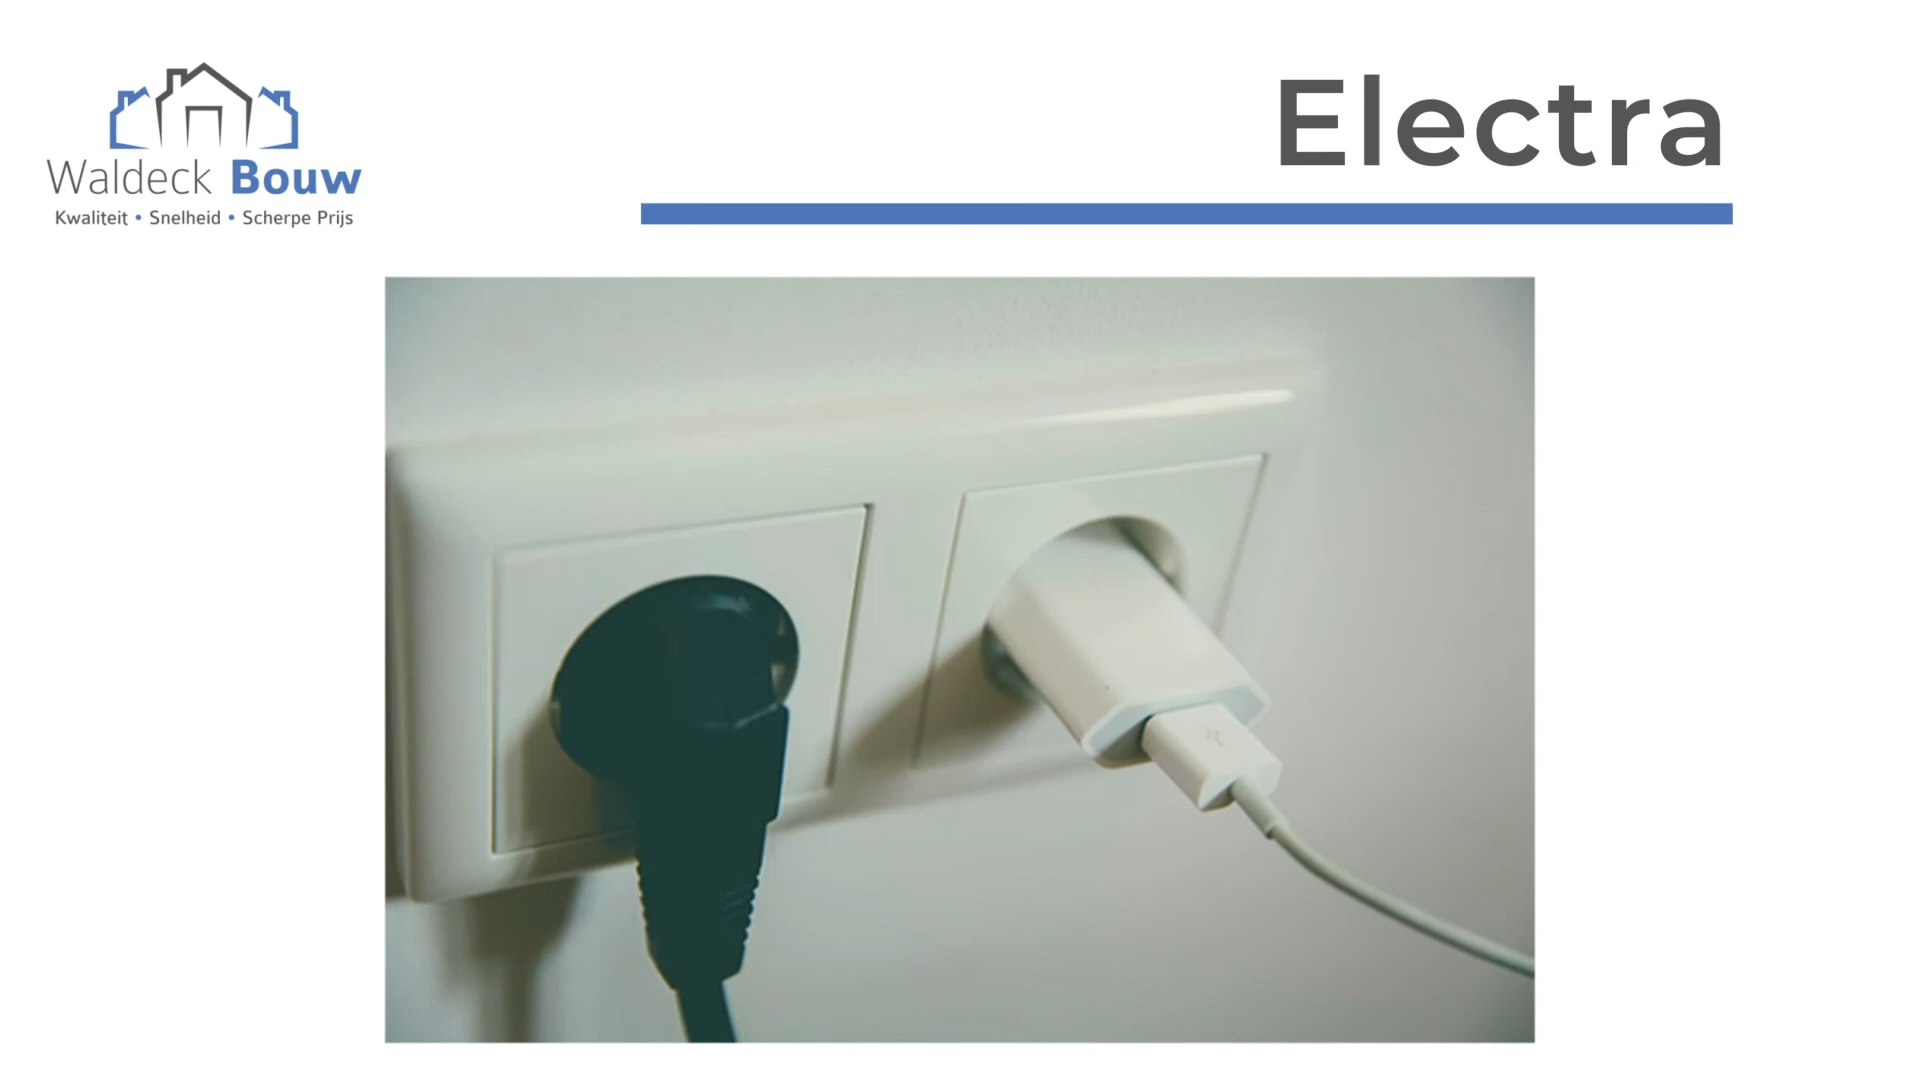 Waldeck Bouw
Kwaliteit • Snelheid • Scherpe Prijs
Electra